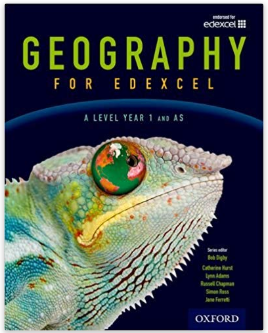 endorsed for
edexcel
GEOGRAPHY
FOR EDEXCEL
A LEVEL YEAR 1 AND AS
Series editor
Bob Digby
Catherine Hurst
Lynn Adams
Russell Chapman
Simon Ross
Jane Ferretti
OXFORD